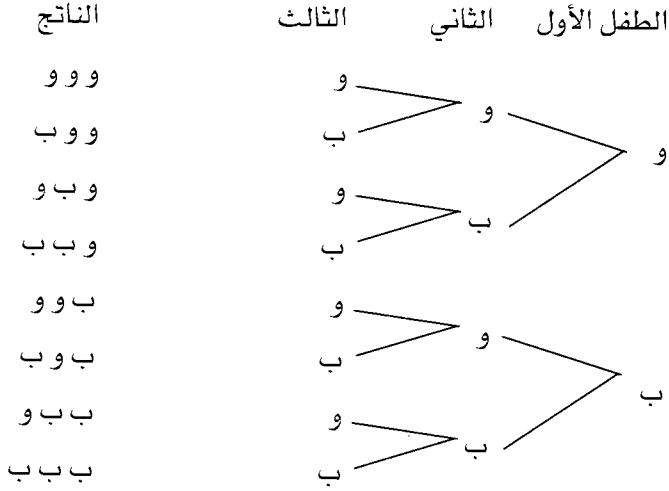 الطفل الأول الثاني الثالث الناتج
و و و و
و
ب و و ب
و
و و ب و
ب
ب و ب ب
و ب و و
و
ب ب و ب
ب
و ب ب و
ب
ب ب ب ب